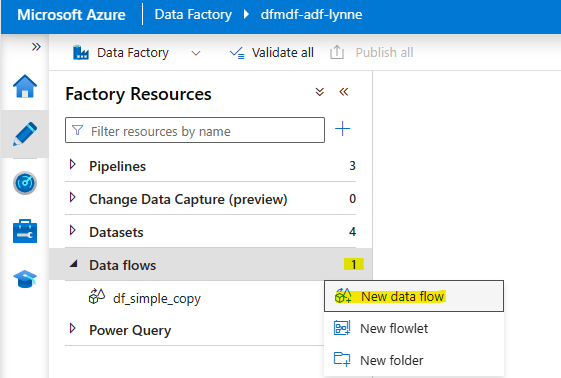 Microsoft Azure Data Factory dfmdf-adf-lynne
Data Factory Validate all Publish all
Factory Resources
Filter resources by name
Pipelines 3
Change Data Capture (preview) 0
Datasets 4
Data flows 1
df_simple_copy
New data flow
New flowlet
Power Query
New folder